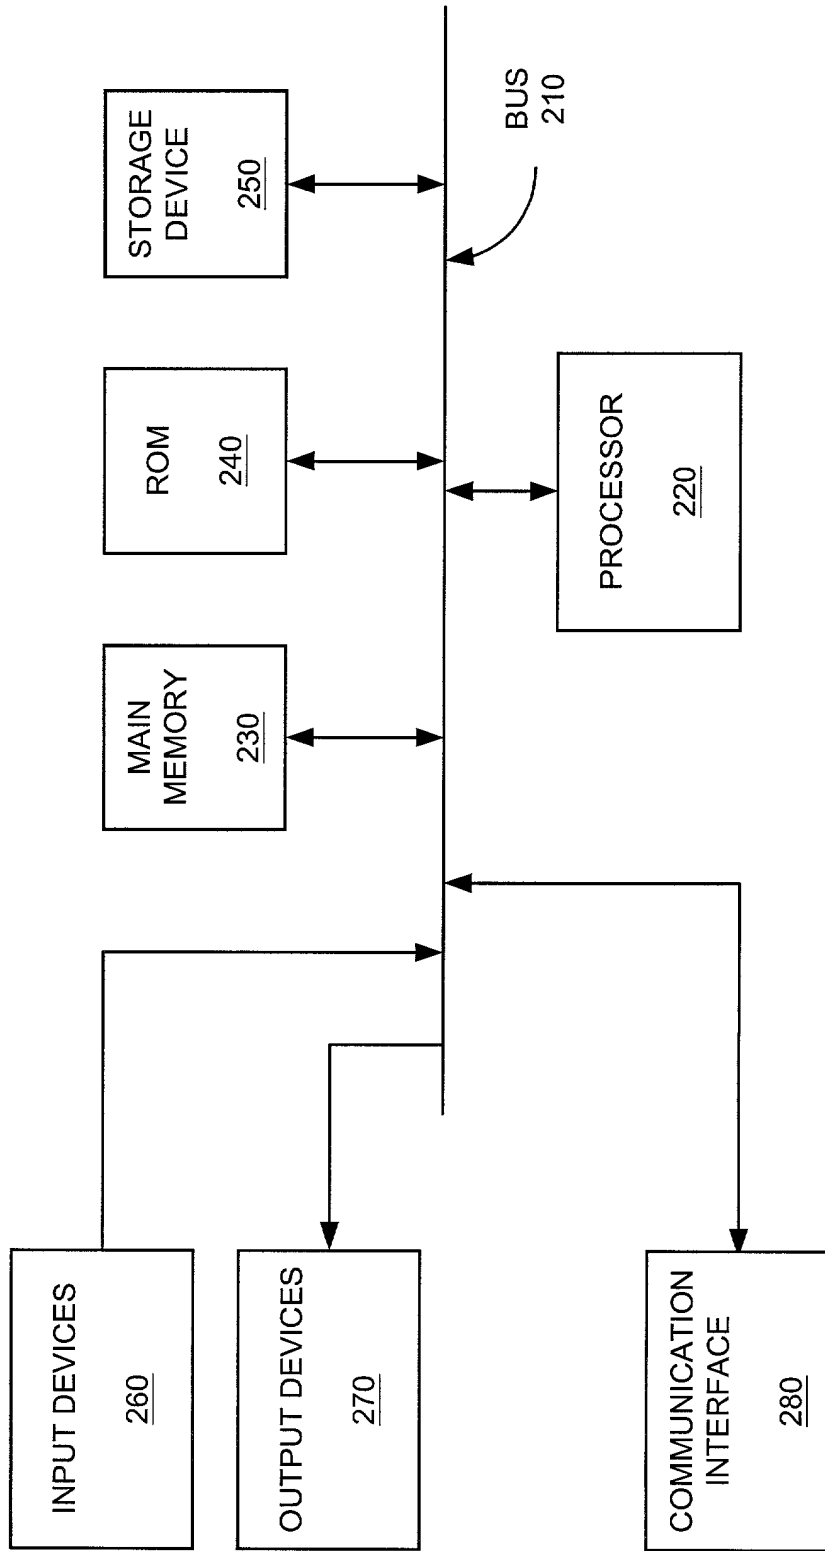 INPUT DEVICES
260
OUTPUT DEVICES
270
COMMUNICATION
INTERFACE
280
MAIN
MEMORY
230
ROM
240
STORAGE
DEVICE
250
PROCESSOR
220
BUS
210